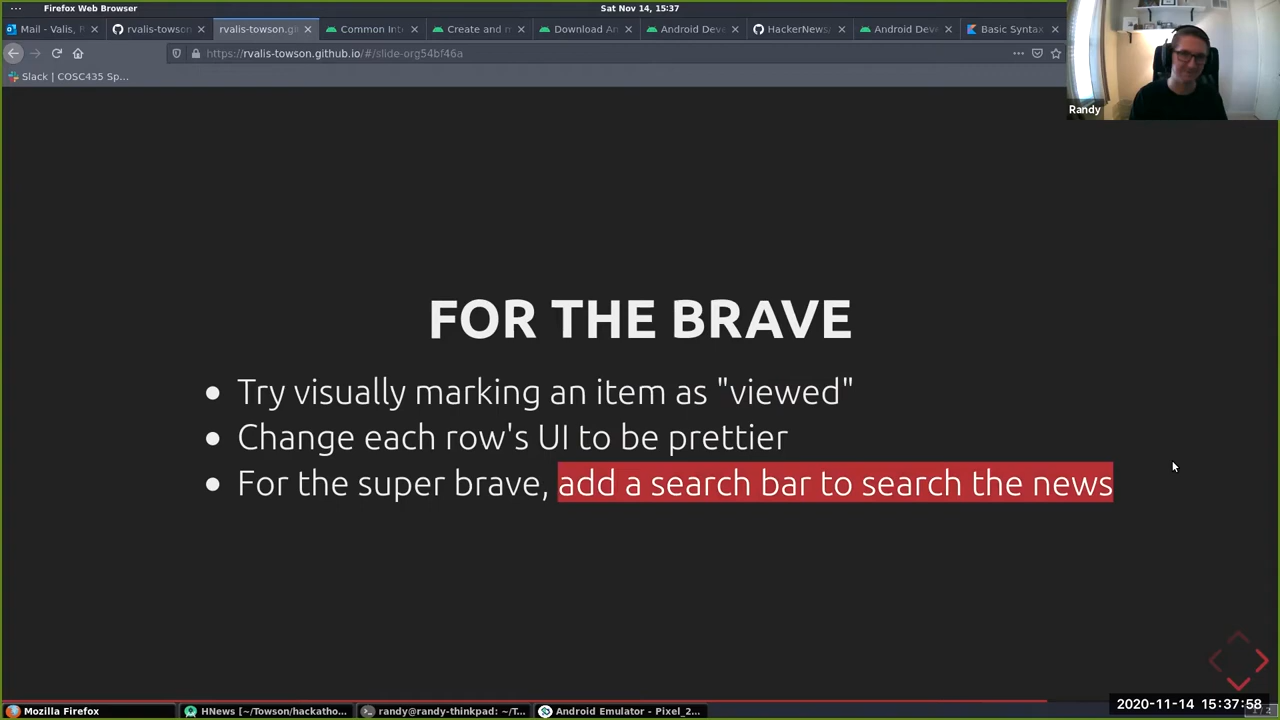 Firefox Web Browser
Sat Nov 14, 15:37
Mail - Valis, F
rvalis-towson
rvalis-towson.gi
Common Int
Create and m
Download An
Android Deve
HackerNews/
Android Deve
Basic Syntax
https://rvalis-towson.github.io/#/slide-org54bf46a
Slack | COSC435 Sp...
Randy
FOR THE BRAVE
Try visually marking an item as "viewed"
Change each row's UI to be prettier
For the super brave, add a search bar to search the news
Mozilla Firefox
HNews [~/Towson/hackatho...
randy@randy-thinkpad: ~/T...
Android Emulator - Pixel_2...
2020-11-14 15:37:58